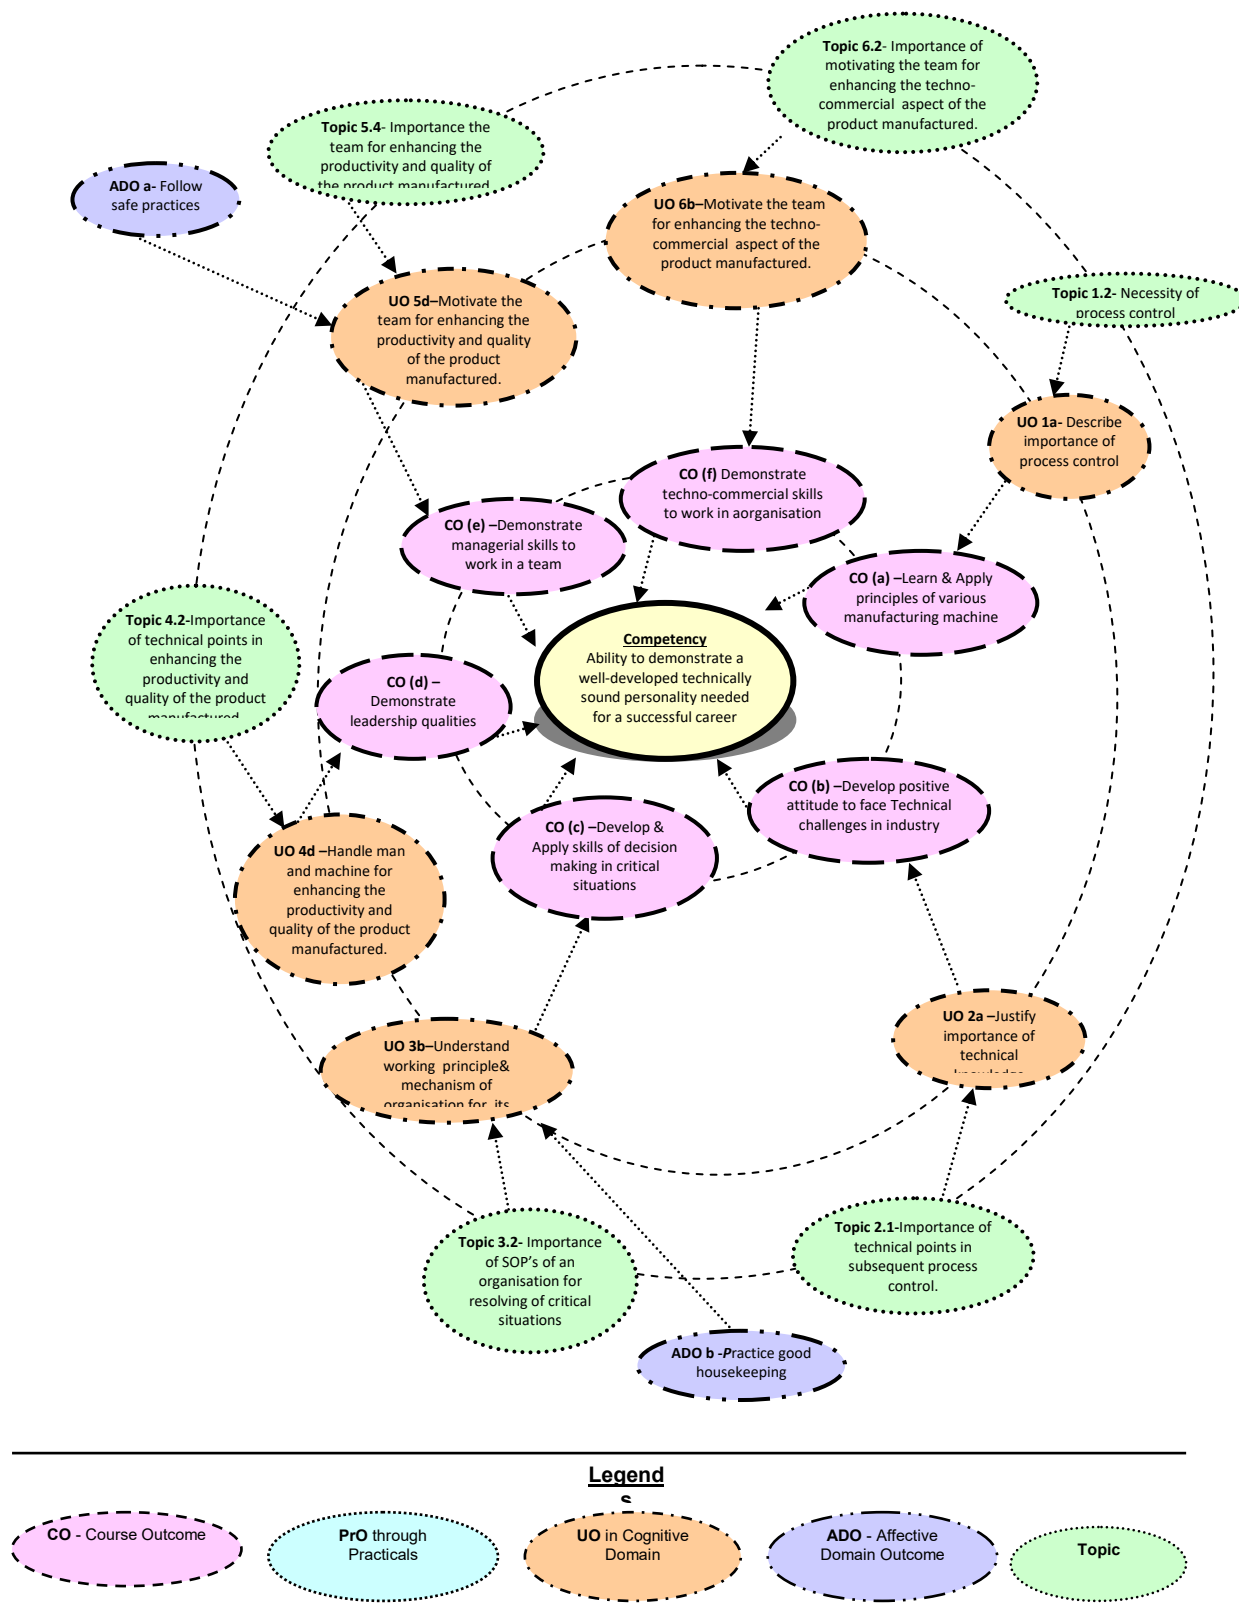 Topic 6.2- Importance of
motivating the team for
enhancing the techno-
commercial aspect of the
product manufactured.
Topic 5.4- Importance the
team for enhancing the
productivity and quality of
the product manufactured
ADO a- Follow
safe practices
UO 6b–Motivate the team
for enhancing the techno-
commercial aspect of the
product manufactured.
UO 5d–Motivate the
team for enhancing the
productivity and quality
of the product
manufactured.
Topic 1.2- Necessity of
process control
UO 1a- Describe
importance of
process control
CO (f) Demonstrate
techno-commercial skills
to work in aorganisation
CO (e) –Demonstrate
managerial skills to
work in a team
CO (a) –Learn & Apply
principles of various
manufacturing machine
Topic 4.2-Importance
of technical points in
enhancing the
productivity and
quality of the product
manufactured
Competency
Ability to demonstrate a
well-developed technically
sound personality needed
for a successful career
CO (d) –
Demonstrate
leadership qualities
CO (b) –Develop positive
attitude to face Technical
challenges in industry
CO (c) –Develop &
Apply skills of decision
making in critical
situations
UO 4d –Handle man
and machine for
enhancing the
productivity and
quality of the product
manufactured.
UO 3b–Understand
working principle&
mechanism of
organisation for its
UO 2a –Justify
importance of
technical
knowledge
Topic 3.2- Importance
of SOP's of an
organisation for
resolving of critical
situations
Topic 2.1-Importance of
technical points in
subsequent process
control.
ADO b -Practice good
housekeeping
Legend
s
CO - Course Outcome
PrO through
Practicals
UO in Cognitive
Domain
ADO - Affective
Domain Outcome
Topic